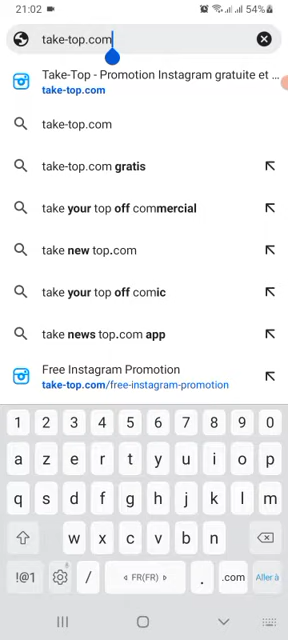 21:02 54%
take-top.com
Take-Top - Promotion Instagram gratuite et ...
take-top.com
take-top.com
take-top.com gratis
take your top off commercial
take new top.com
take your top off comic
take news top.com app
Free Instagram Promotion
take-top.com/free-instagram-promotion
1 2 3 4 5 6 7 8 9 0
a z e r t y u i o p
q s d f g h j k l m
w x c v b n
!@1 / FR(FR) . .com Aller à